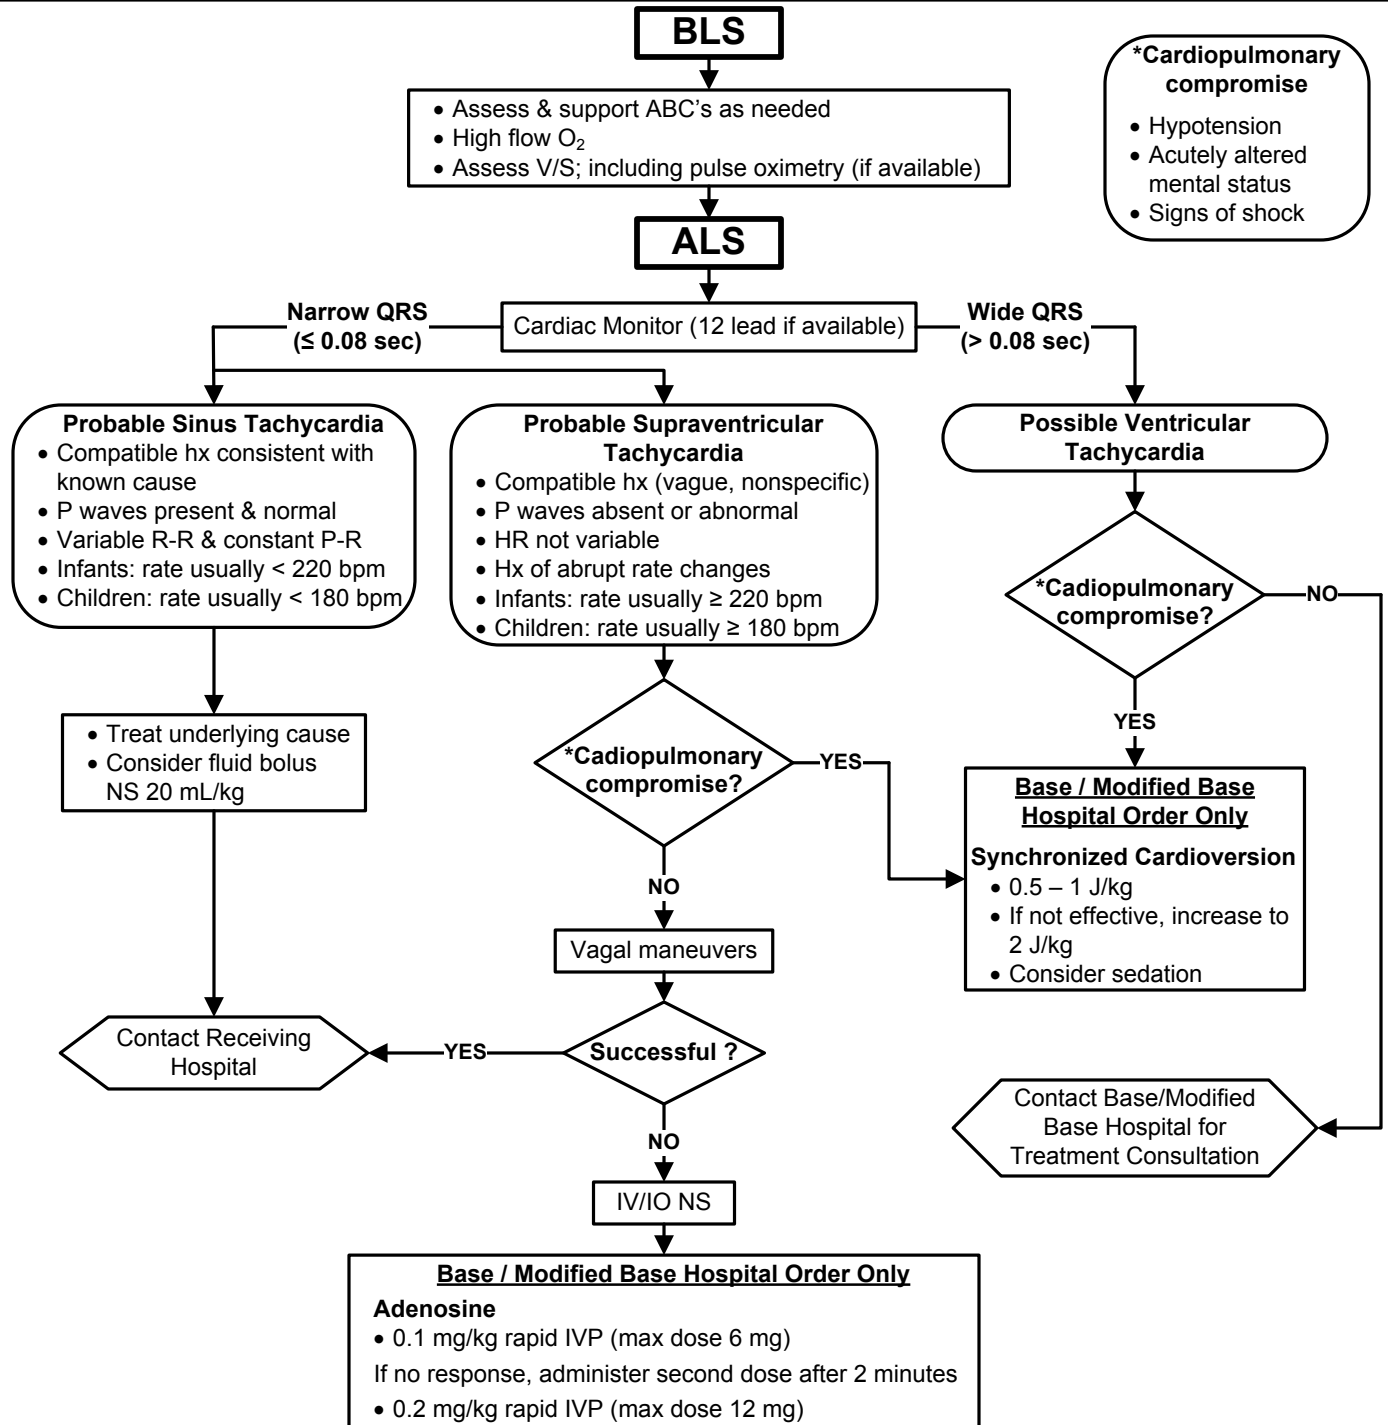 BLS
• Assess & support ABC's as needed
• High flow O₂
• Assess V/S; including pulse oximetry (if available)
*Cardiopulmonary
compromise
• Hypotension
• Acutely altered
mental status
• Signs of shock
ALS
Narrow QRS
(≤ 0.08 sec)
Cardiac Monitor (12 lead if available)
Wide QRS
(> 0.08 sec)
Probable Sinus Tachycardia
• Compatible hx consistent with
known cause
• P waves present & normal
• Variable R-R & constant P-R
• Infants: rate usually < 220 bpm
• Children: rate usually < 180 bpm
Probable Supraventricular
Tachycardia
• Compatible hx (vague, nonspecific)
• P waves absent or abnormal
• HR not variable
• Hx of abrupt rate changes
• Infants: rate usually ≥ 220 bpm
• Children: rate usually ≥ 180 bpm
Possible Ventricular
Tachycardia
*Cadiopulmonary
compromise?
NO
YES
• Treat underlying cause
• Consider fluid bolus
NS 20 mL/kg
*Cadiopulmonary
compromise?
YES
Base / Modified Base
Hospital Order Only
Synchronized Cardioversion
• 0.5 – 1 J/kg
• If not effective, increase to
2 J/kg
• Consider sedation
NO
Vagal maneuvers
Contact Receiving
Hospital
YES
Successful ?
Contact Base/Modified
Base Hospital for
Treatment Consultation
NO
IV/IO NS
Base / Modified Base Hospital Order Only
Adenosine
• 0.1 mg/kg rapid IVP (max dose 6 mg)
If no response, administer second dose after 2 minutes
• 0.2 mg/kg rapid IVP (max dose 12 mg)